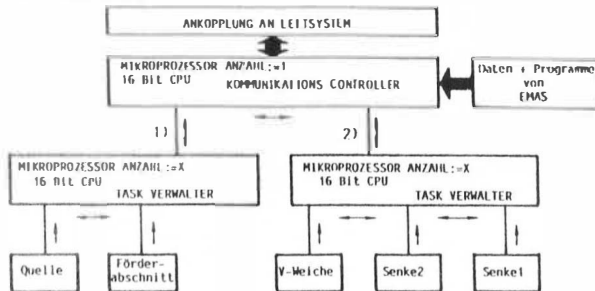 ANKOPPLUNG AN LEITSYSTEM
MIKROPROZESSOR ANZAHL:=1
16 Bit CPU
KOMMUNIKATIONS CONTROLLER
Daten + Programme
von
EMAS
1)
2)
MIKROPROZESSOR ANZAHL:=X
16 Bit CPU
TASK VERWALTER
MIKROPROZESSOR ANZAHL:=X
16 Bit CPU
TASK VERWALTER
Quelle
Förder-
abschnitt
V-Weiche
Senke2
Senke1